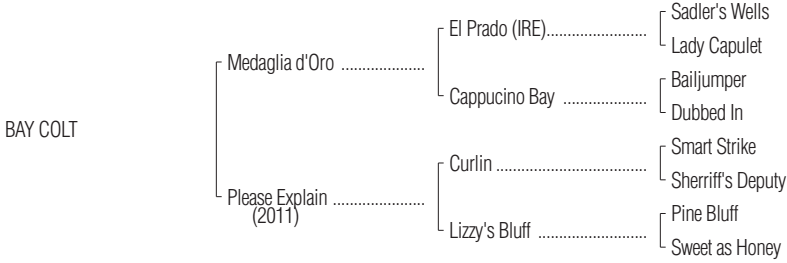 Sadler's Wells
El Prado (IRE)........................
Lady Capulet
Medaglia d'Oro ....................
Bailjumper
Cappucino Bay ....................
Dubbed In
BAY COLT
Smart Strike
Curlin ....................................
Sherriff's Deputy
Please Explain ......................
(2011)
Pine Bluff
Lizzy's Bluff ..........................
Sweet as Honey